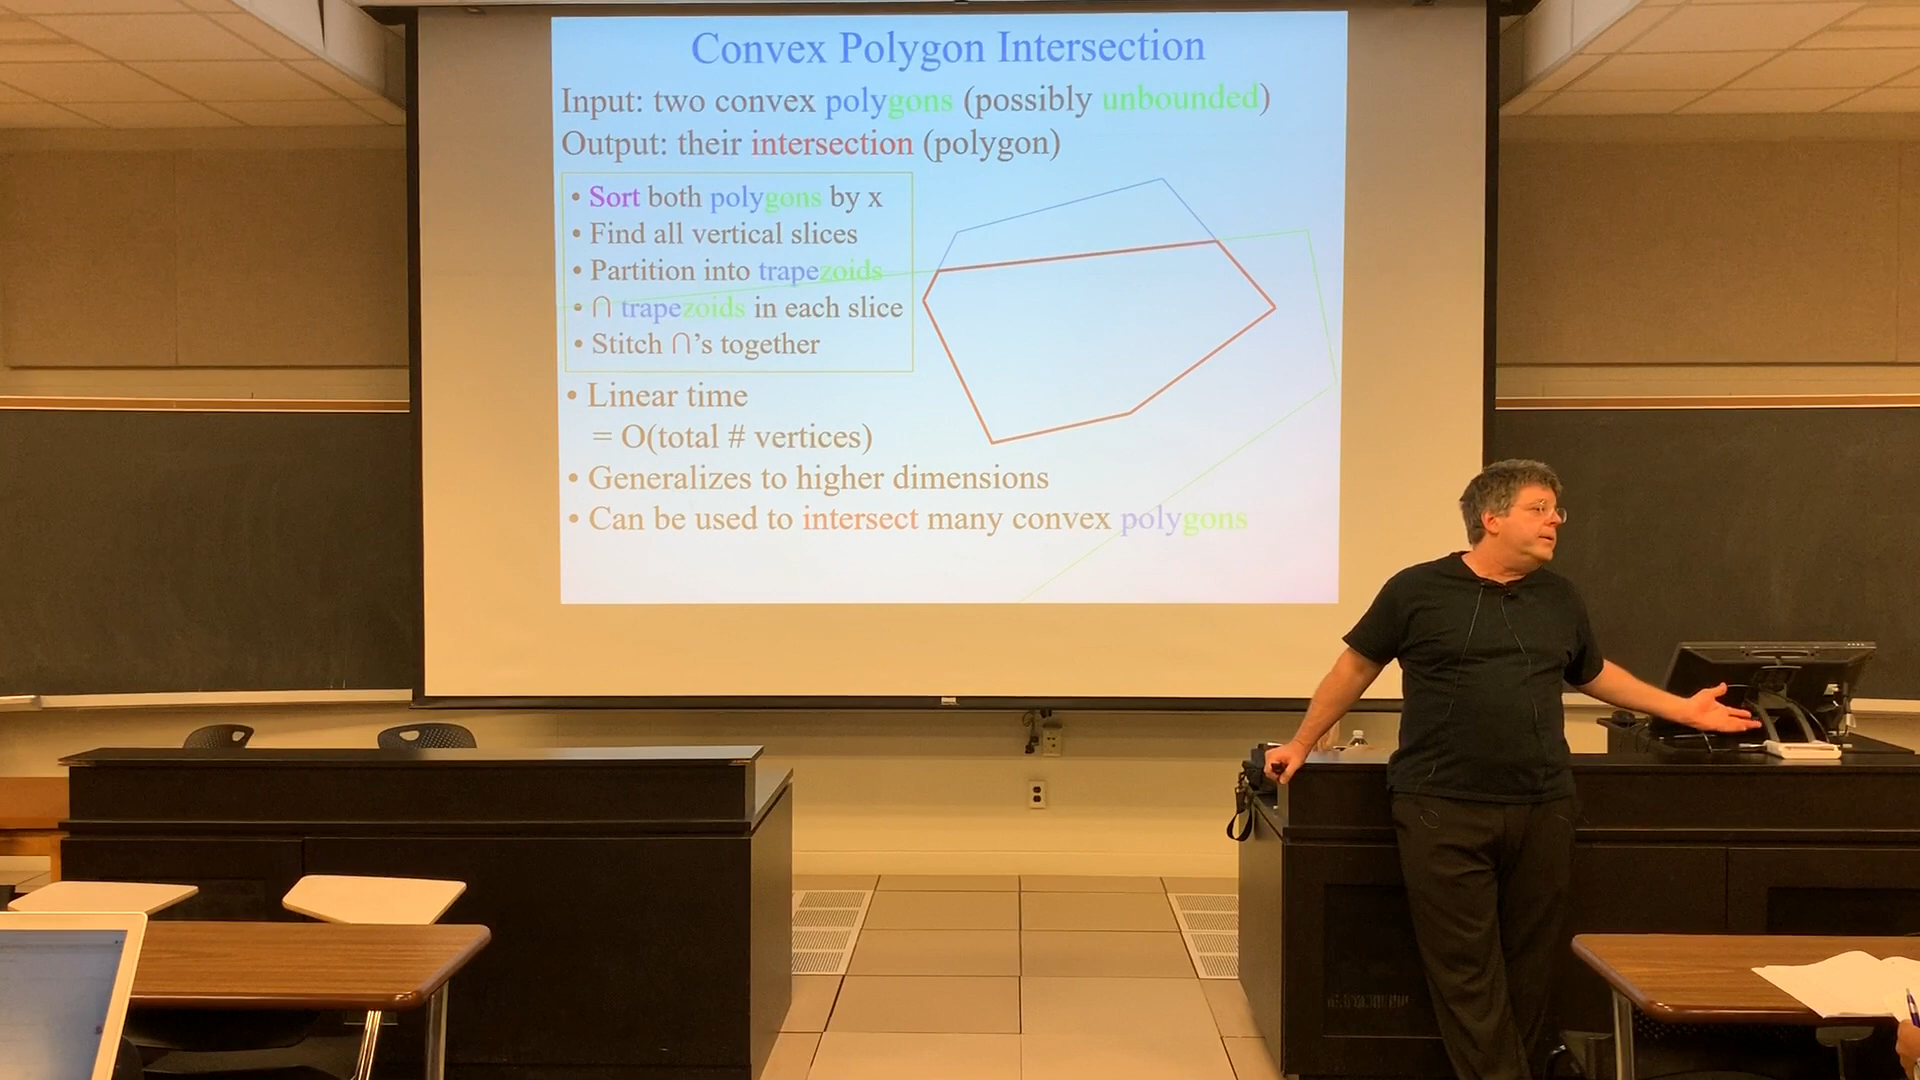 Convex Polygon Intersection
Input: two convex polygons (possibly unbounded)
Output: their intersection (polygon)
• Sort both polygons by x
• Find all vertical slices
• Partition into trapezoids
• ∩ trapezoids in each slice
• Stitch ∩’s together
• Linear time
= O(total # vertices)
• Generalizes to higher dimensions
• Can be used to intersect many convex polygons